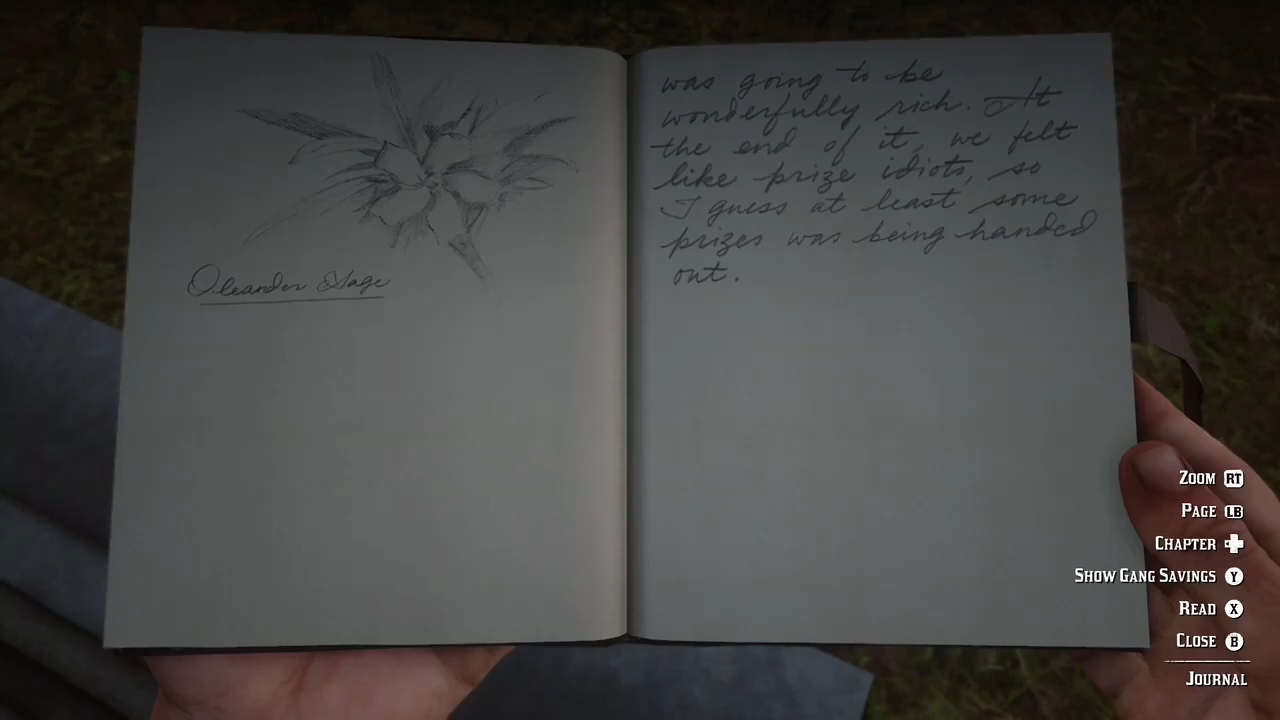 Oleander Sage
was going to be
wonderfully rich. At
the end of it, we felt
like prize idiots, so
I guess at least some
prizes was being handed
out.
ZOOM RT
PAGE LB
CHAPTER
SHOW GANG SAVINGS Y
READ X
CLOSE B
JOURNAL